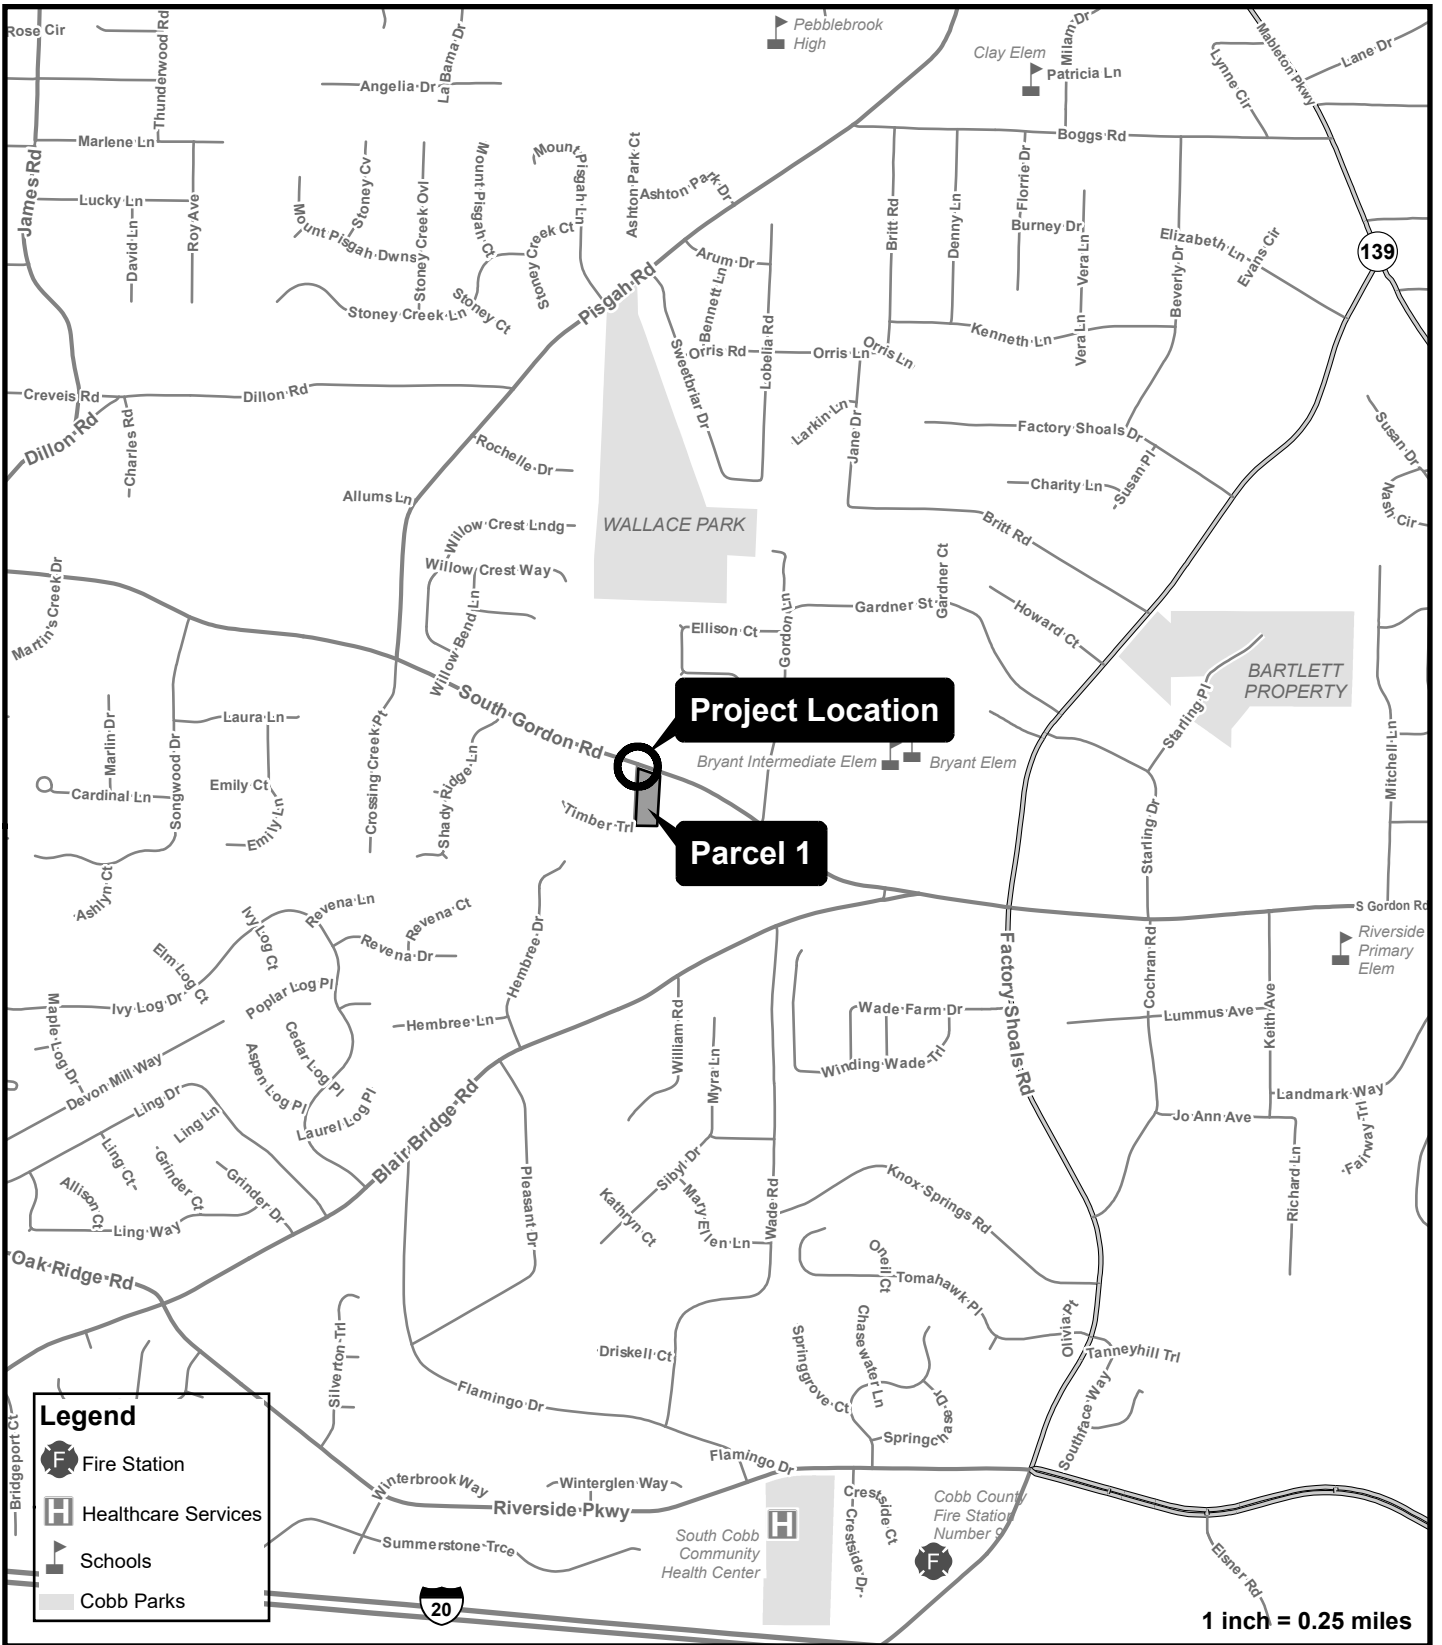 Rose Cir
Thunderwood Rd
La Bama Dr
Angelia Dr
Pebblebrook
High
Clay Elem
Milam Dr
Patricia Ln
Lynne Cir
Mableton Pkwy
Lane Dr
Marlene Ln
Boggs Rd
James Rd
Lucky Ln
David Ln
Roy Ave
Stoney Cv
Mount Pisgah Dwns
Stoney Creek Ovl
Mount Pisgah Ct
Mount Pisgah Ln
Stoney Creek Ct
Ashton Park Ct
Ashton Park Dr
Stoney Creek Ln
Stoney Ct
Pisgah Rd
Arum Dr
Bennett Ln
Orris Rd
Lobelia Rd
Sweetbriar Dr
Orris Ln
Orris Ln
Britt Rd
Denny Ln
Florrie Dr
Burney Dr
Vera Ln
Vera Ln
Kenneth Ln
Beverly Dr
Elizabeth Ln
Evans Cir
139
Creveis Rd
Dillon Rd
Dillon Rd
Charles Rd
Rochelle Dr
Allums Ln
Larkin Ln
Jane Dr
Factory Shoals Dr
Charity Ln
Susan Pl
Susan Dr
Nash Cir
Willow Crest Lndg
Willow Crest Way
Willow Bend Ln
WALLACE PARK
Britt Rd
Martin's Creek Dr
Ellison Ct
Gordon Ln
Gardner St
Gardner Ct
Howard Ct
BARTLETT
PROPERTY
Starling Pl
South Gordon Rd
Project Location
Bryant Intermediate Elem
Bryant Elem
Marlin Dr
Cardinal Ln
Songwood Dr
Laura Ln
Emily Ct
Emily Ln
Crossing Creek Pt
Shady Ridge Ln
Timber Trl
Parcel 1
Starling Dr
Mitchell Ln
Ashlyn Ct
S Gordon Rd
Riverside
Primary
Elem
Ivy Log Ct
Revena Ln
Revena Ct
Revena Dr
Elm Log Ct
Ivy Log Dr
Poplar Log Pl
Maple Log Dr
Hembree Dr
Hembree Ln
Cedar Log Pl
Aspen Log Pl
Laurel Log Pl
Devon Mill Way
Ling Dr
Ling Ln
Ling Ct
Grinder Ct
Grinder Dr
Allison Ct
Ling Way
Blair Bridge Rd
William Rd
Myra Ln
Wade Farm Dr
Winding Wade Trl
Factory Shoals Rd
Cochran Rd
Lummus Ave
Keith Ave
Landmark Way
Jo Ann Ave
Fairway Trl
Richard Ln
Pleasant Dr
Sibyl Dr
Kathryn Ct
Mary Ellen Ln
Wade Rd
Knox Springs Rd
Oak Ridge Rd
Oneill Ct
Tomahawk Pl
Silverton Trl
Driskell Ct
Springgrove Ct
Chasewater Ln
Springchase Dr
Olivia Pt
Tanneyhill Trl
Southface Way
Flamingo Dr
Flamingo Dr
Bridgeport Ct
Winterbrook Way
Winterglen Way
Riverside Pkwy
Summerstone Trce
Crestside Ct
Crestside Dr
Cobb County
Fire Station
Number 9
F
South Cobb
Community
Health Center
H
Elsner Rd
20
Legend
F Fire Station
H Healthcare Services
Schools
Cobb Parks
1 inch = 0.25 miles